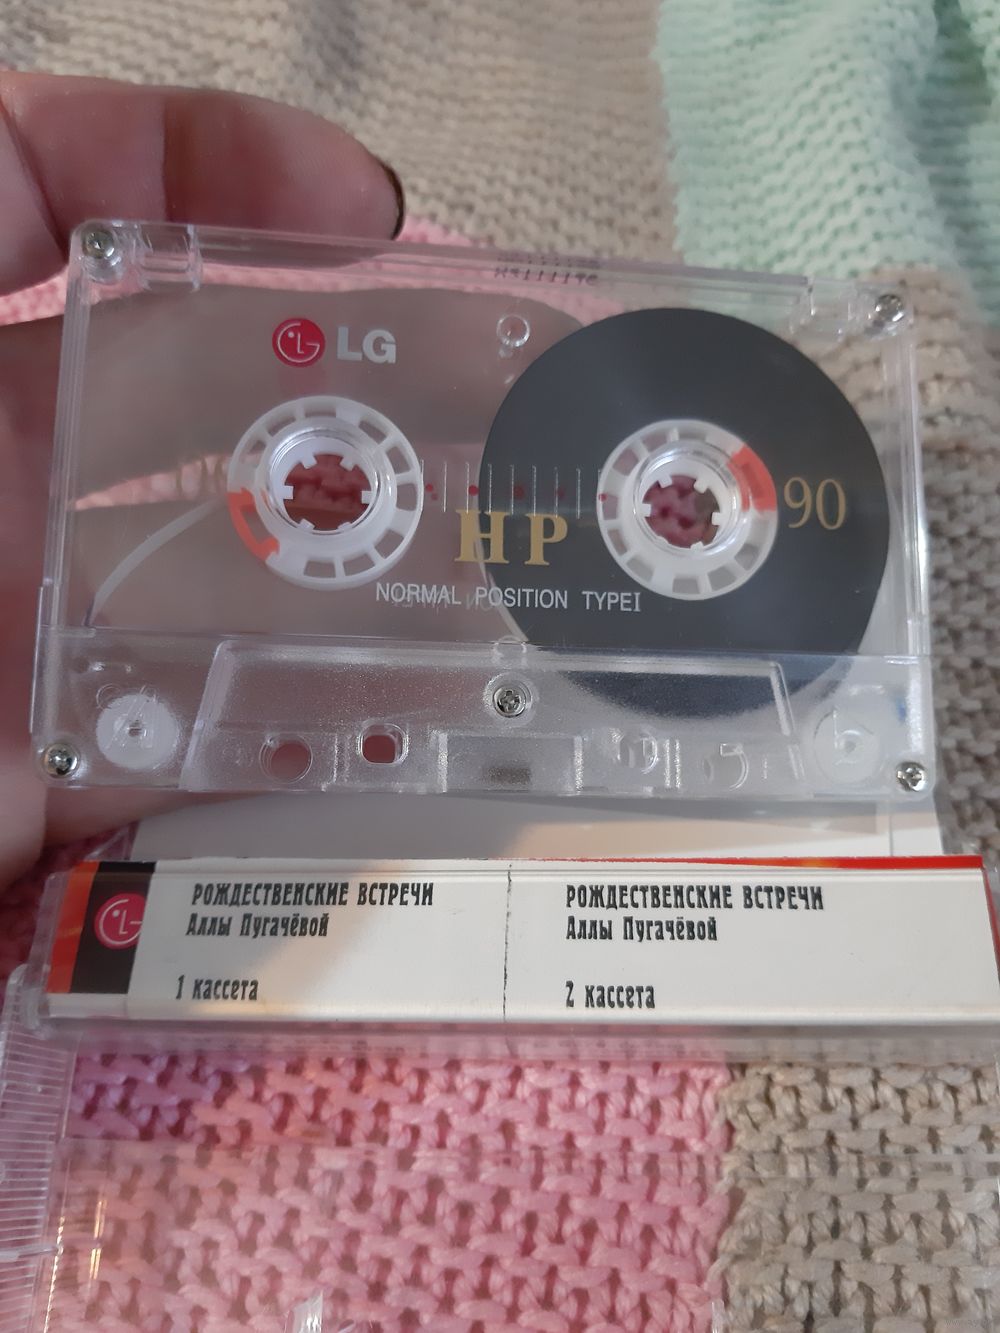 LG
HP
90
NORMAL POSITION TYPEI
РОЖДЕСТВЕНСКИЕ ВСТРЕЧИ
Аллы Пугачёвой
1 кассета
РОЖДЕСТВЕНСКИЕ ВСТРЕЧИ
Аллы Пугачёвой
2 кассета